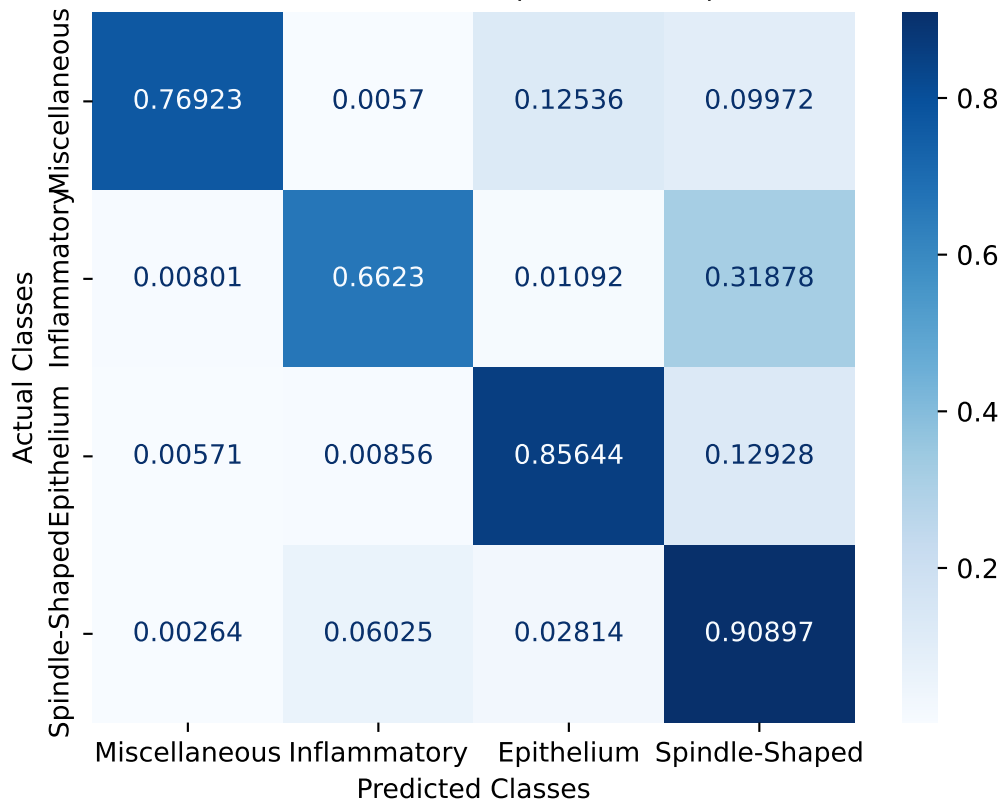 Actual Classes
Miscellaneous
0.76923 0.0057 0.12536 0.09972
Inflammatory
0.00801 0.6623 0.01092 0.31878
Epithelium
0.00571 0.00856 0.85644 0.12928
Spindle-Shaped
0.00264 0.06025 0.02814 0.90897
Miscellaneous Inflammatory Epithelium Spindle-Shaped
Predicted Classes
0.8
0.6
0.4
0.2